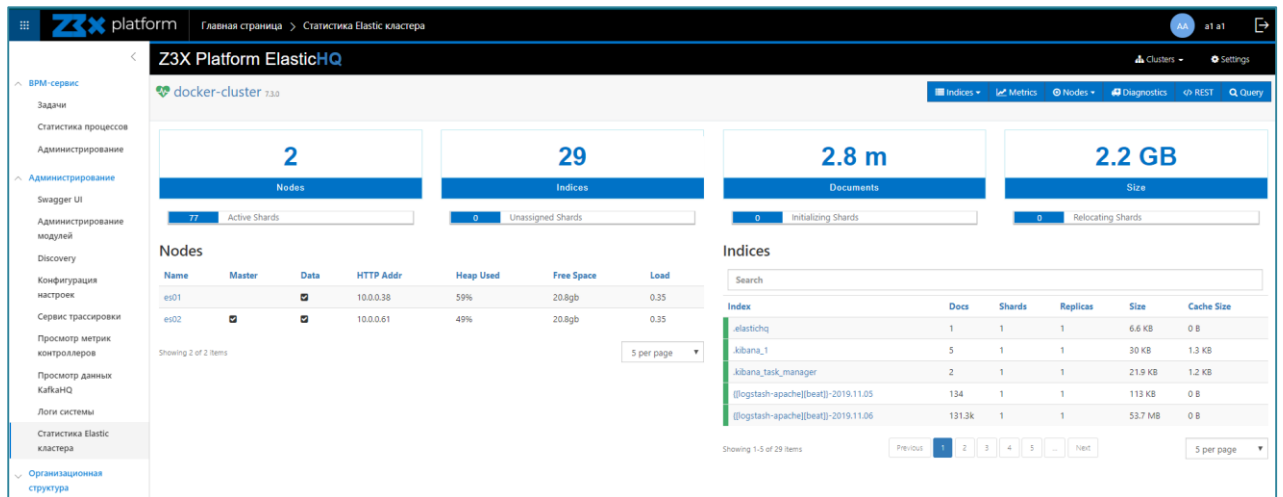 Z3X platform
Главная страница > Статистика Elastic кластера
AA a1 a1
БРМ-сервис
Задачи
Статистика процессов
Администрирование
Администрирование
Swagger UI
Администрирование
модулей
Discovery
Конфигурация
настроек
Сервис трассировки
Просмотр метрик
контроллеров
Просмотр данных
KafkaHQ
Логи системы
Статистика Elastic
кластера
Организационная
структура
Z3X Platform ElasticHQ
Clusters
Settings
docker-cluster 7.3.0
Indices
Metrics
Nodes
Diagnostics
REST
Query
2
Nodes
29
Indices
2.8 m
Documents
2.2 GB
Size
77 Active Shards
0 Unassigned Shards
0 Initializing Shards
0 Relocating Shards
Nodes
Name Master Data HTTP Addr Heap Used Free Space Load
es01 10.0.0.38 59% 20.8gb 0.35
es02 10.0.0.61 49% 20.8gb 0.35
Showing 2 of 2 items
5 per page
Indices
Search
Index Docs Shards Replicas Size Cache Size
.elastichq 1 1 1 6.6 KB 0 B
.kibana_1 5 1 1 30 KB 1.3 KB
.kibana_task_manager 2 1 1 21.9 KB 1.2 KB
([logstash-apache][beat]}-2019.11.05 134 1 1 113 KB 0 B
([logstash-apache][beat]}-2019.11.06 131.3k 1 1 53.7 MB 0 B
Showing 1-5 of 29 items
Previous 1 2 3 4 5 ... Next
5 per page